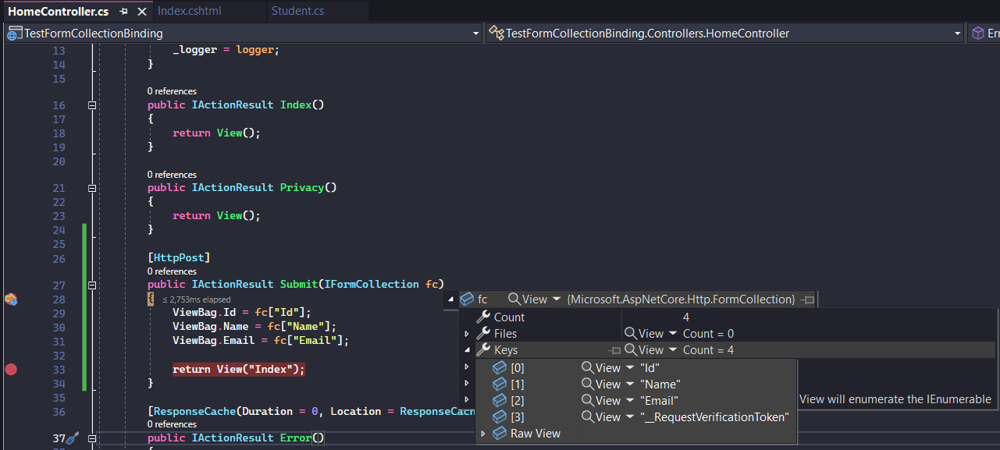 HomeController.cs Index.cshtml Student.cs
TestFormCollectionBinding TestFormCollectionBinding.Controllers.HomeController Err
13 _logger = logger;
14 }
15
0 references
16 public IActionResult Index()
17 {
18 return View();
19 }
20
0 references
21 public IActionResult Privacy()
22 {
23 return View();
24 }
25
26 [HttpPost]
0 references
27 public IActionResult Submit(IFormCollection fc)
28 { ≤ 2,753ms elapsed
29 ViewBag.Id = fc["Id"];
30 ViewBag.Name = fc["Name"];
31 ViewBag.Email = fc["Email"];
32
33 return View("Index");
34 }
35
36 [ResponseCache(Duration = 0, Location = ResponseCach
0 references
37 public IActionResult Error()
fc View {Microsoft.AspNetCore.Http.FormCollection}
Count 4
Files View Count = 0
Keys View Count = 4
[0] View "Id"
[1] View "Name"
[2] View "Email"
View will enumerate the IEnumerable
[3] View "__RequestVerificationToken"
Raw View